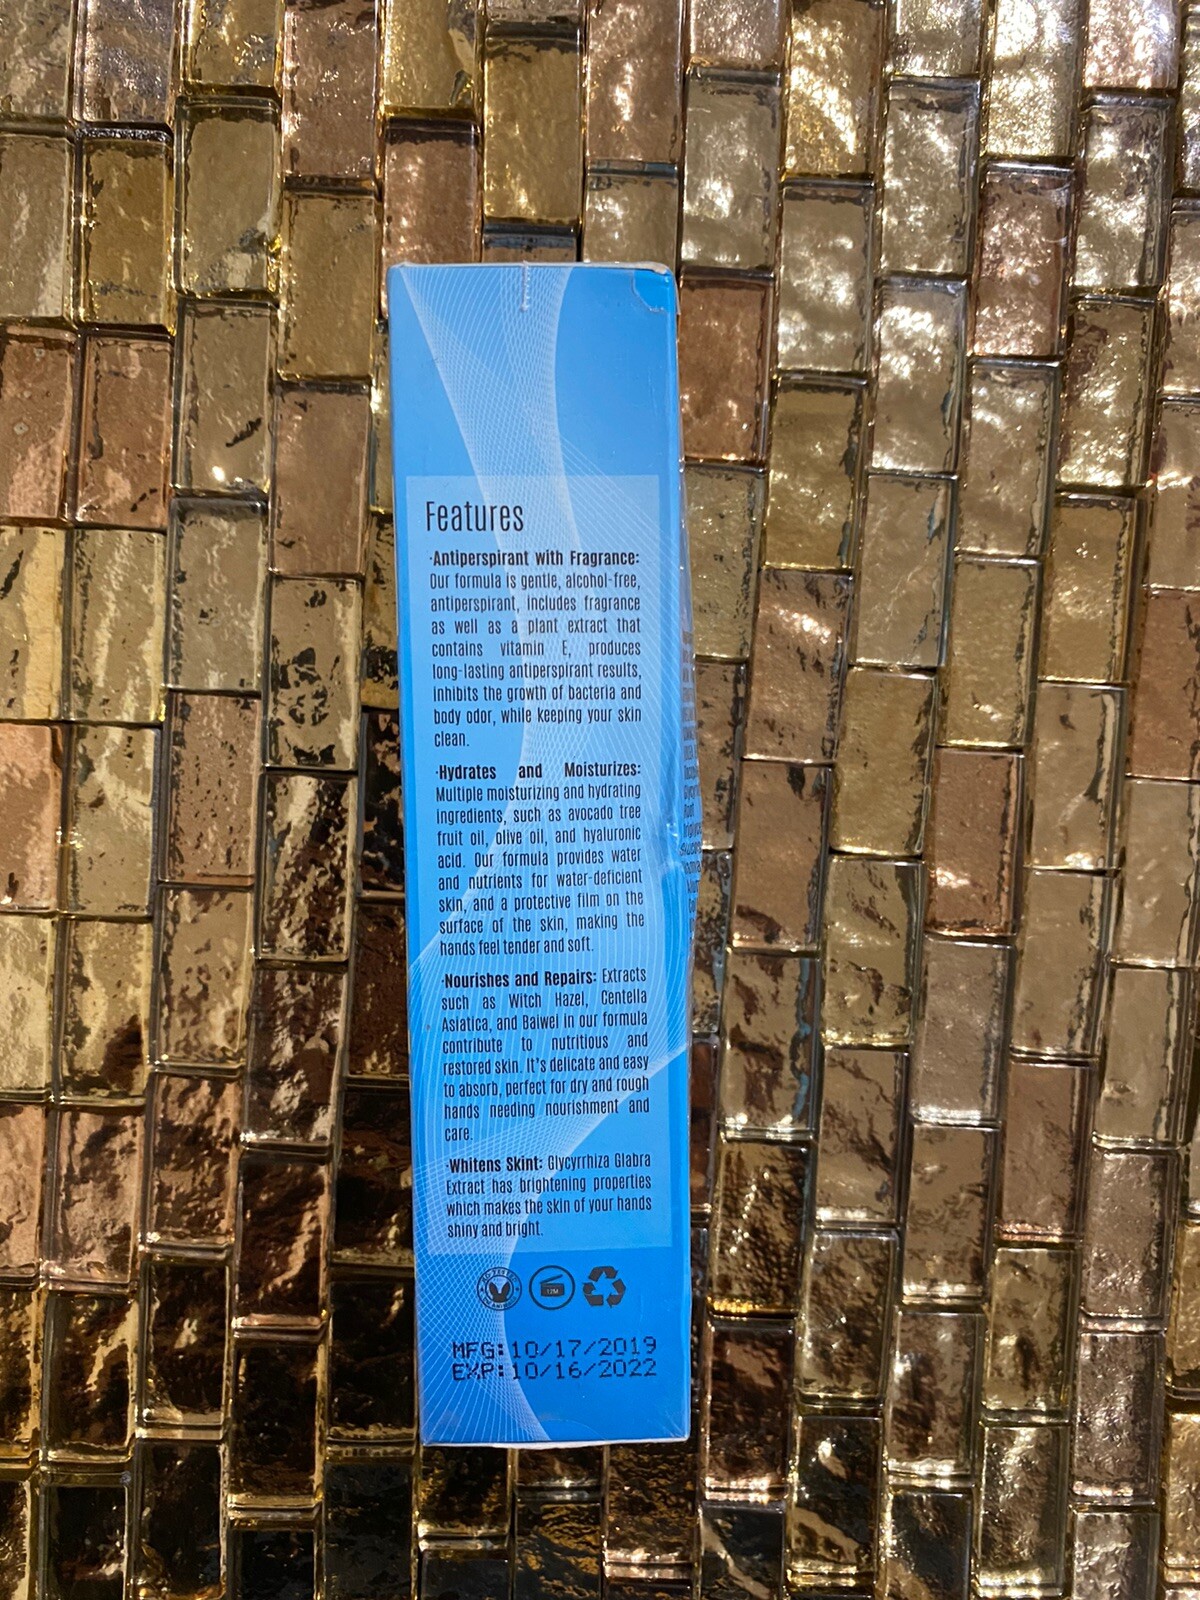 Features
·Antiperspirant with Fragrance:
Our formula is gentle, alcohol-free,
antiperspirant, includes fragrance
as well as a plant extract that
contains vitamin E, produces
long-lasting antiperspirant results,
inhibits the growth of bacteria and
body odor, while keeping your skin
clean.
·Hydrates and Moisturizes:
Multiple moisturizing and hydrating
ingredients, such as avocado tree
fruit oil, olive oil, and hyaluronic
acid. Our formula provides water
and nutrients for water-deficient
skin, and a protective film on the
surface of the skin, making the
hands feel tender and soft.
·Nourishes and Repairs: Extracts
such as Witch Hazel, Centella
Asiatica, and Baiwei in our formula
contribute to nutritious and
restored skin. It's delicate and easy
to absorb, perfect for dry and rough
hands needing nourishment and
care.
·Whitens Skint: Glycyrrhiza Glabra
Extract has brightening properties
which makes the skin of your hands
shiny and bright.
12M
MFG:10/17/2019
EXP:10/16/2022